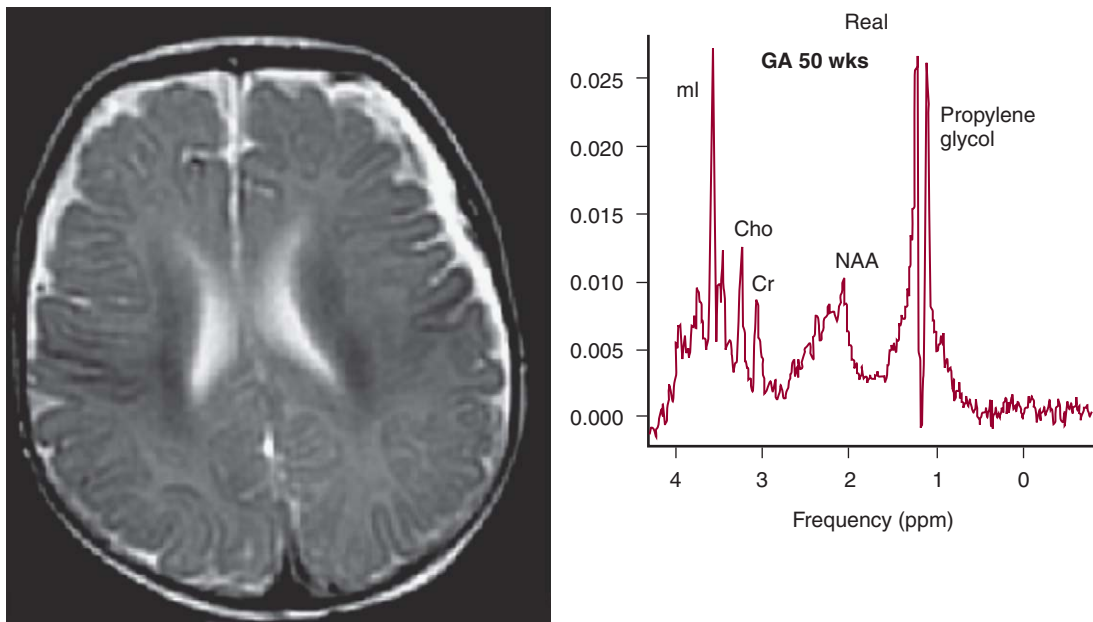 Real
GA 50 wks
0.025
0.020
0.015
0.010
0.005
0.000
ml
Cho
Cr
NAA
Propylene
glycol
4 3 2 1 0
Frequency (ppm)